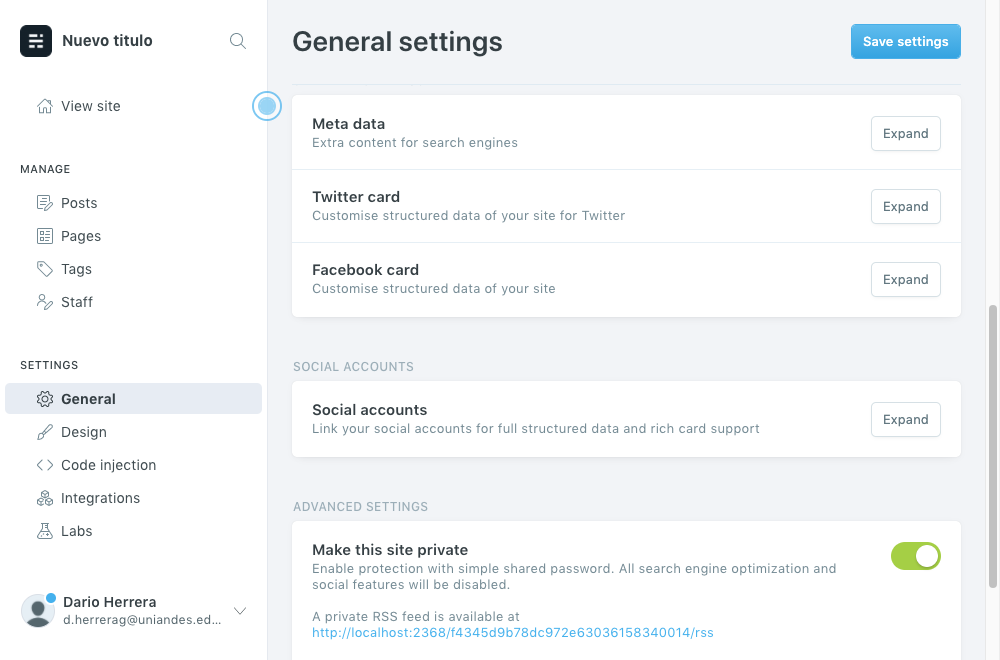 Nuevo titulo
View site
MANAGE
Posts
Pages
Tags
Staff
SETTINGS
General
Design
Code injection
Integrations
Labs
Dario Herrera
d.herrerag@uniandes.ed...
General settings
Save settings
Meta data
Extra content for search engines
Expand
Twitter card
Customise structured data of your site for Twitter
Expand
Facebook card
Customise structured data of your site
Expand
SOCIAL ACCOUNTS
Social accounts
Link your social accounts for full structured data and rich card support
Expand
ADVANCED SETTINGS
Make this site private
Enable protection with simple shared password. All search engine optimization and
social features will be disabled.
A private RSS feed is available at
http://localhost:2368/f4345d9b78dc972e63036158340014/rss